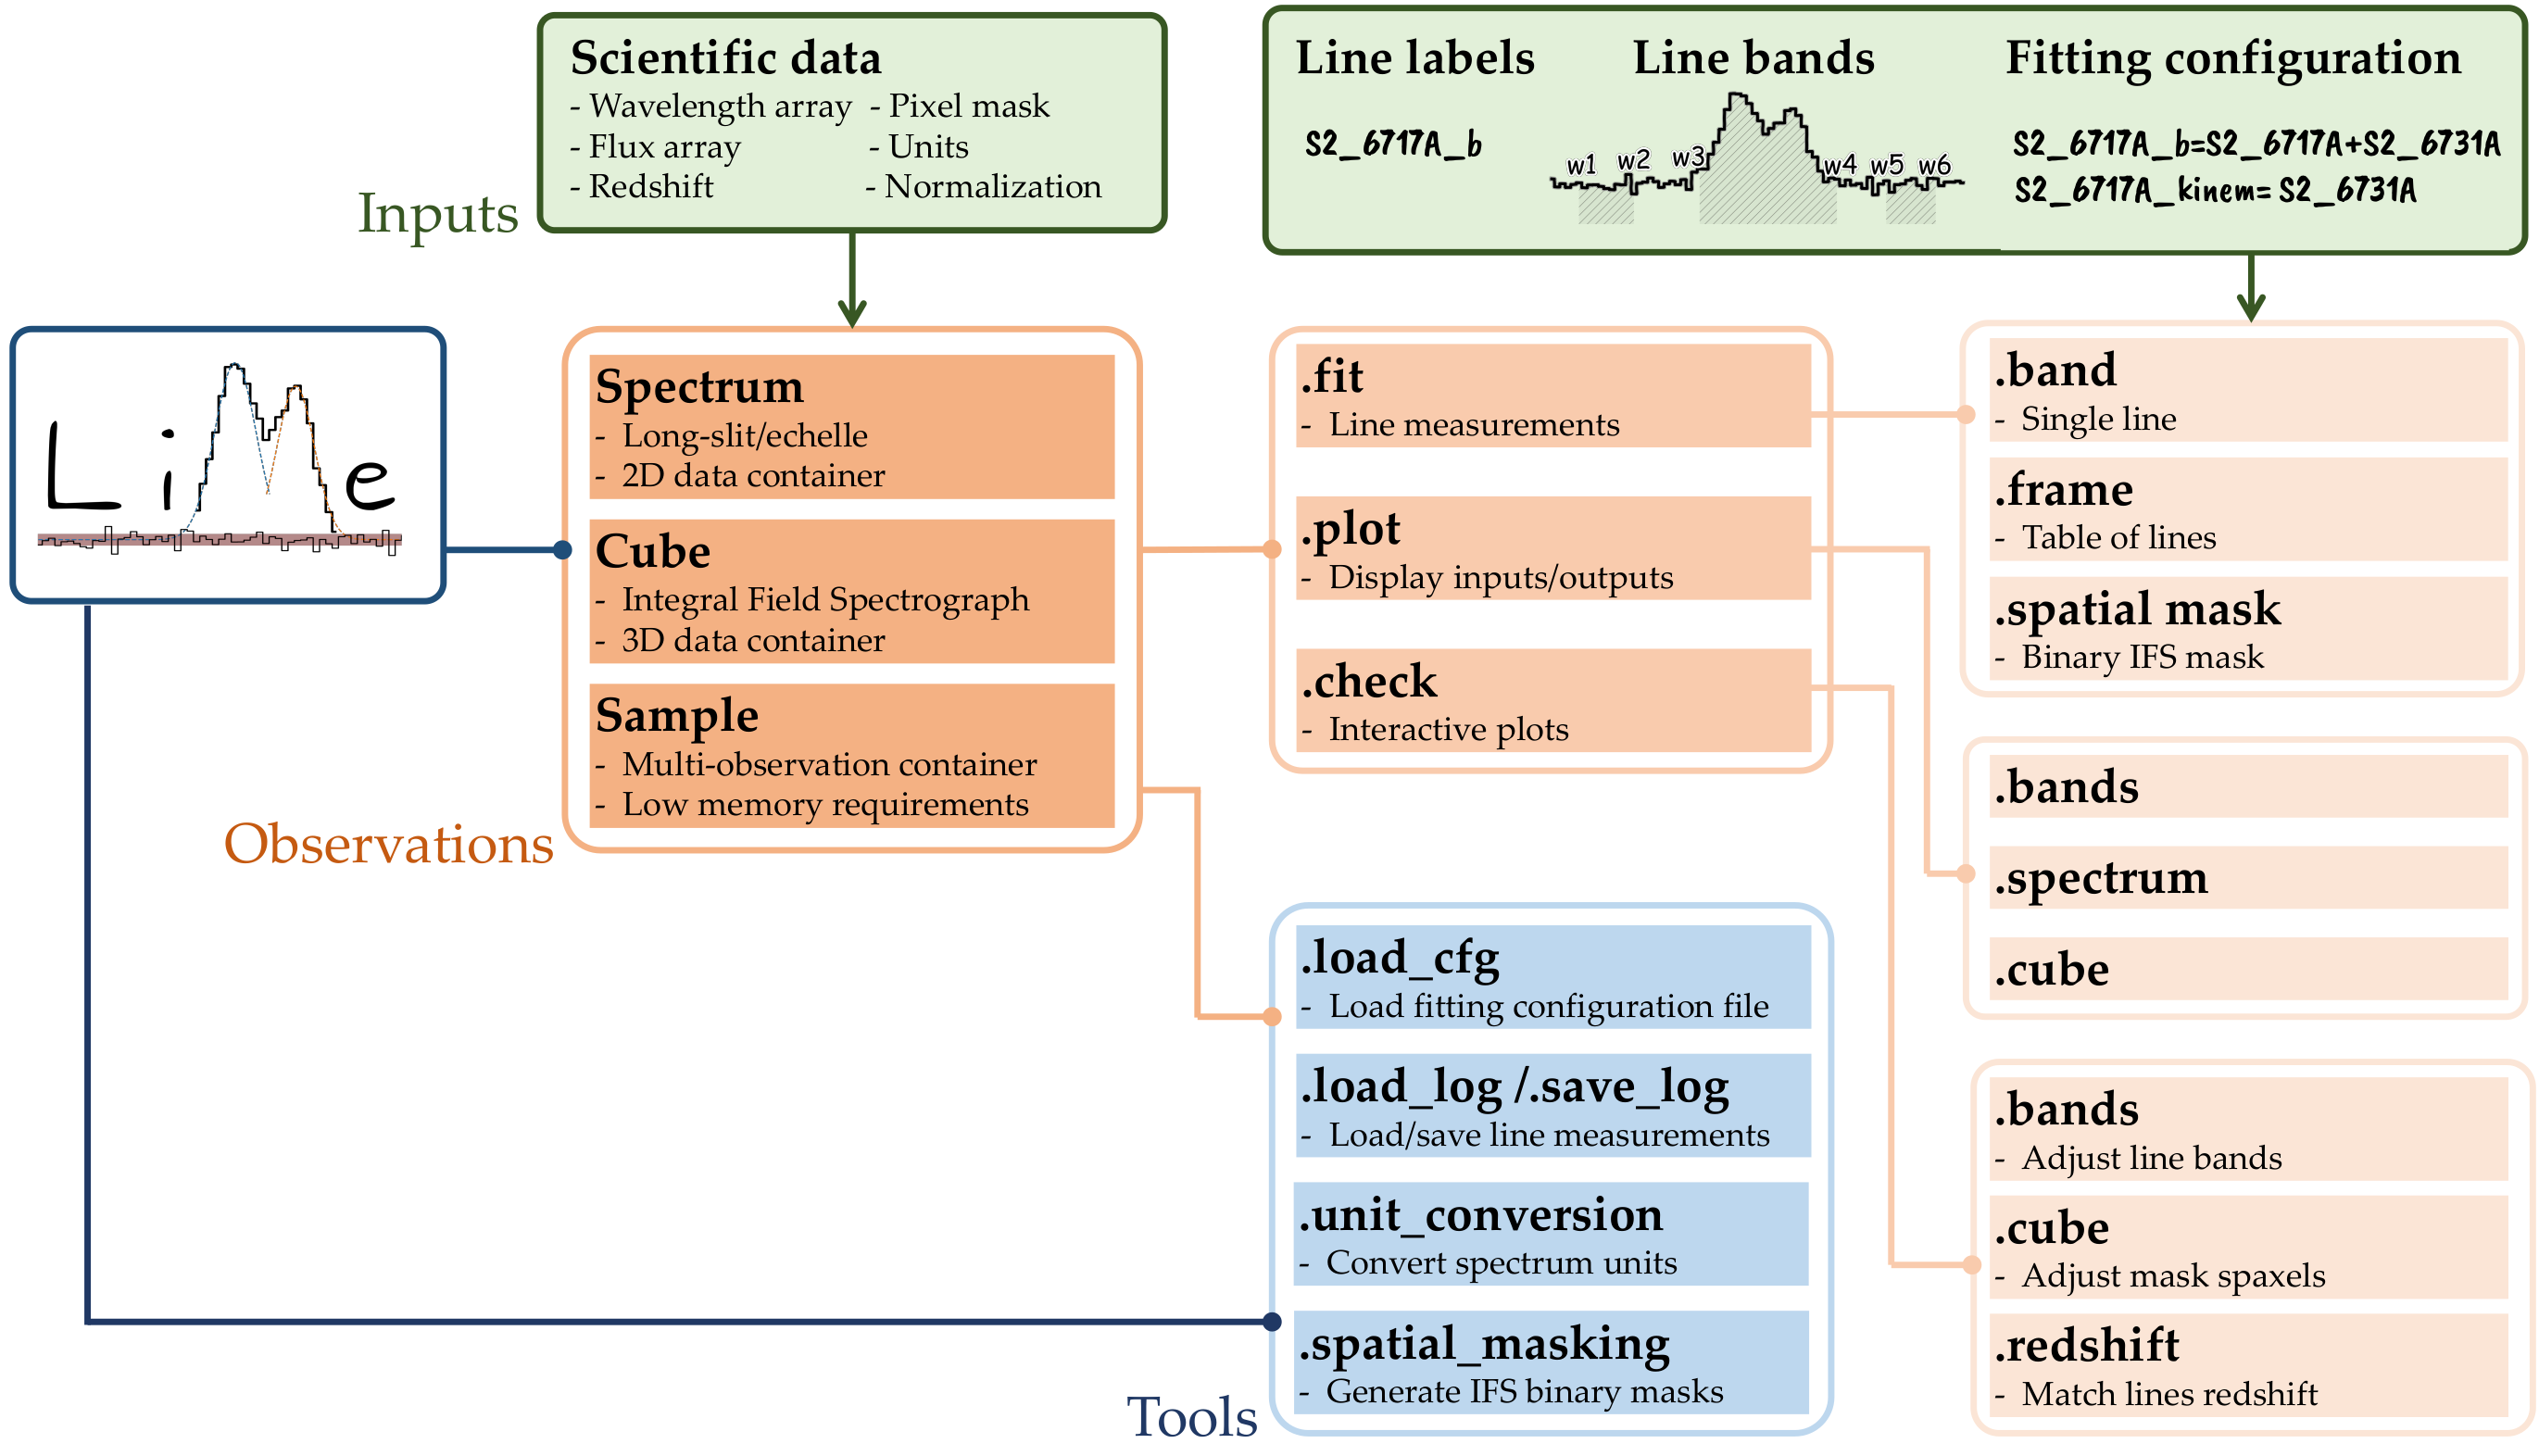 Scientific data
- Wavelength array - Pixel mask
- Flux array - Units
- Redshift - Normalization
Inputs
Line labels
S2_6717A_b
Line bands
w1 w2 w3 w4 w5 w6
Fitting configuration
S2_6717A_b=S2_6717A+S2_6731A
S2_6717A_kinem= S2_6731A
Li e
Spectrum
- Long-slit/echelle
- 2D data container
Cube
- Integral Field Spectrograph
- 3D data container
Sample
- Multi-observation container
- Low memory requirements
Observations
.fit
- Line measurements
.plot
- Display inputs/outputs
.check
- Interactive plots
.band
- Single line
.frame
- Table of lines
.spatial mask
- Binary IFS mask
.bands
.spectrum
.cube
.bands
- Adjust line bands
.cube
- Adjust mask spaxels
.redshift
- Match lines redshift
.load_cfg
- Load fitting configuration file
.load_log /.save_log
- Load/save line measurements
.unit_conversion
- Convert spectrum units
.spatial_masking
- Generate IFS binary masks
Tools